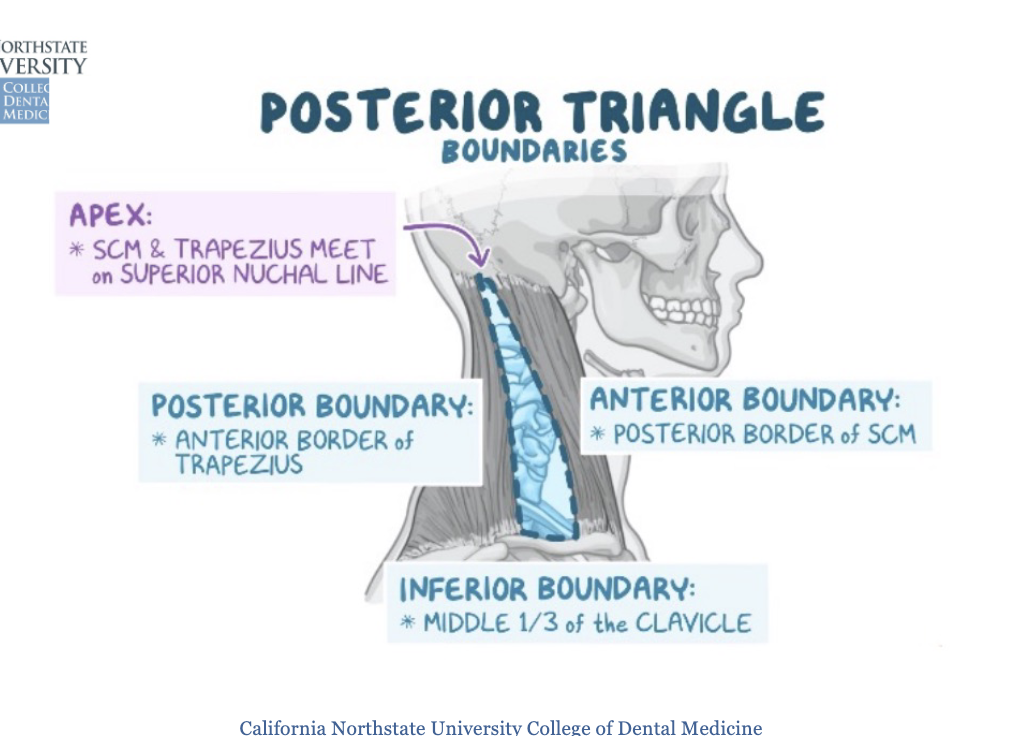 ORTHSTATE
VERSITY
COLLEG
DENTA
MEDIC
POSTERIOR TRIANGLE
BOUNDARIES
APEX:
* SCM & TRAPEZIUS MEET
on SUPERIOR NUCHAL LINE
POSTERIOR BOUNDARY:
* ANTERIOR BORDER of
TRAPEZIUS
ANTERIOR BOUNDARY:
* POSTERIOR BORDER of SCM
INFERIOR BOUNDARY:
* MIDDLE 1/3 of the CLAVICLE
California Northstate University College of Dental Medicine